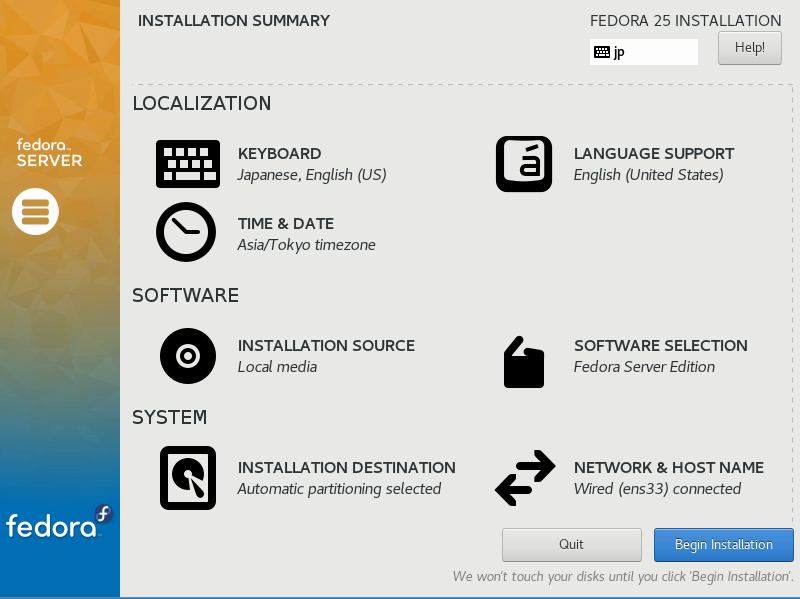 INSTALLATION SUMMARY
FEDORA 25 INSTALLATION
jp
Help!
fedora™
SERVER
LOCALIZATION
KEYBOARD
Japanese, English (US)
LANGUAGE SUPPORT
English (United States)
á
TIME & DATE
Asia/Tokyo timezone
SOFTWARE
INSTALLATION SOURCE
Local media
SOFTWARE SELECTION
Fedora Server Edition
SYSTEM
INSTALLATION DESTINATION
Automatic partitioning selected
NETWORK & HOST NAME
Wired (ens33) connected
fedora
Quit
Begin Installation
We won't touch your disks until you click 'Begin Installation'.